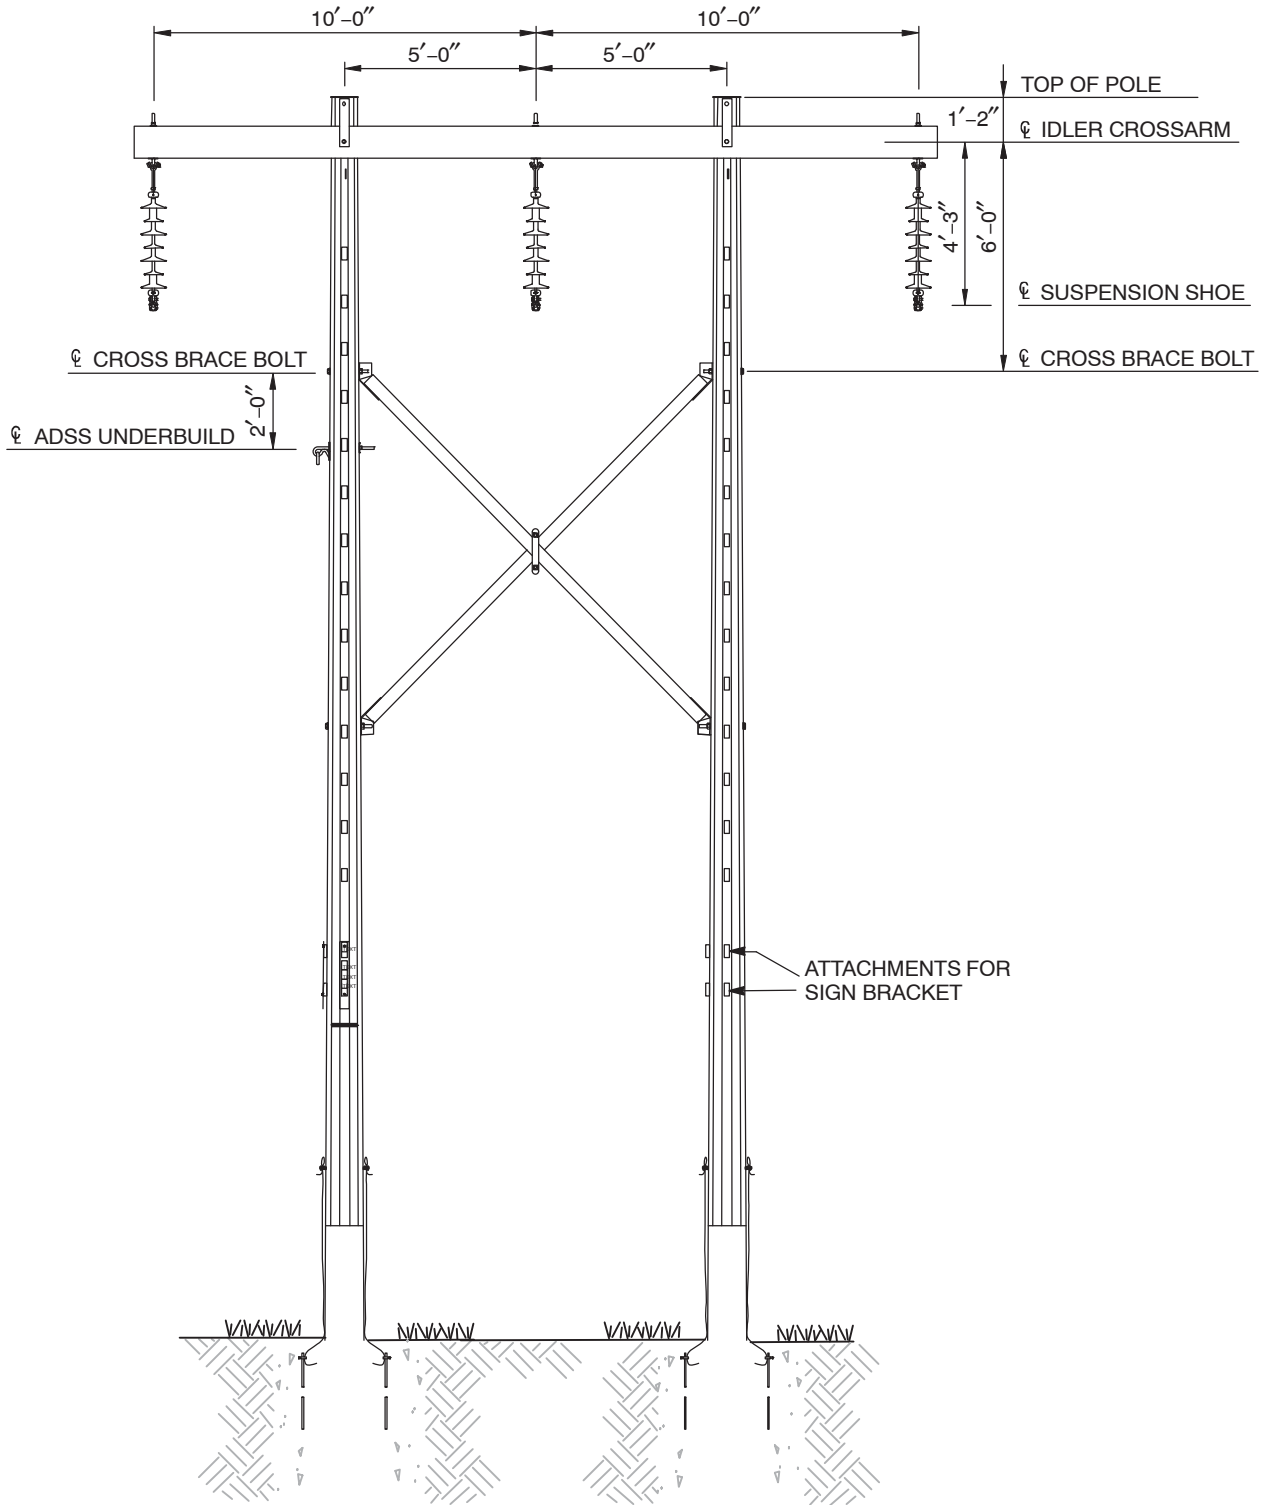 10′–0″ 10′–0″
5′–0″ 5′–0″
TOP OF POLE
1′–2″
℄ IDLER CROSSARM
4′–3″
6′–0″
℄ SUSPENSION SHOE
℄ CROSS BRACE BOLT
℄ CROSS BRACE BOLT
2′–0″
℄ ADSS UNDERBUILD
ATTACHMENTS FOR
SIGN BRACKET